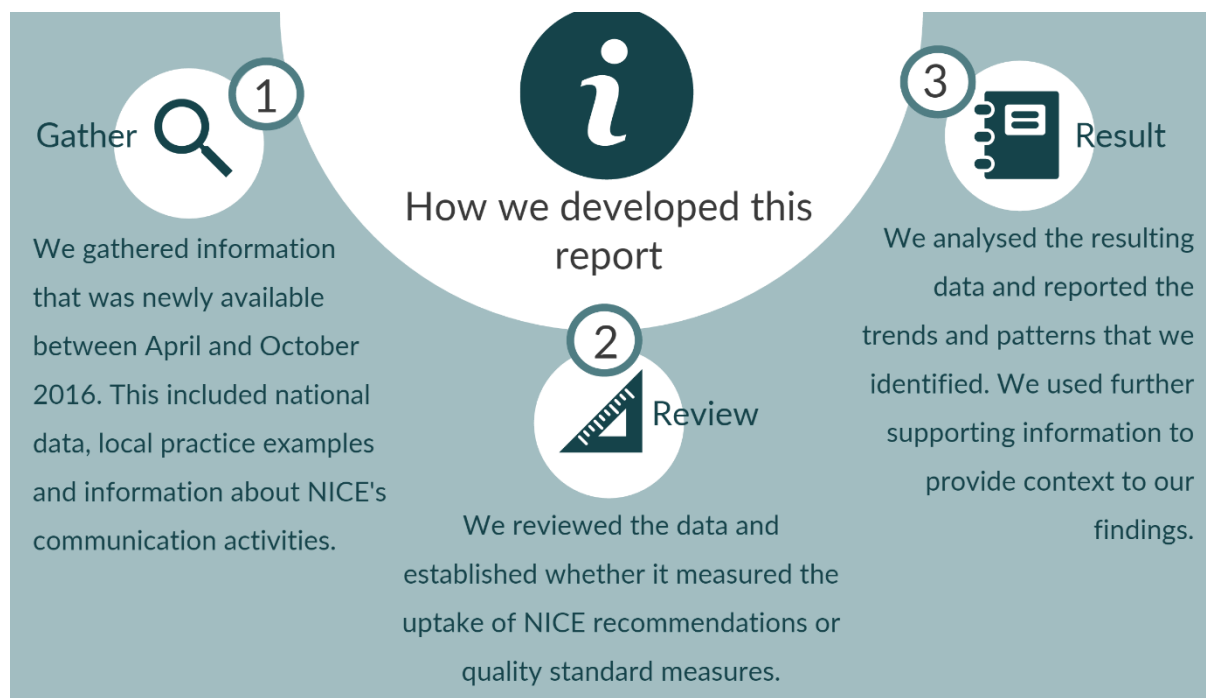 How we developed this
report
1
Gather
We gathered information
that was newly available
between April and October
2016. This included national
data, local practice examples
and information about NICE's
communication activities.
2
Review
We reviewed the data and
established whether it measured the
uptake of NICE recommendations or
quality standard measures.
3
Result
We analysed the resulting
data and reported the
trends and patterns that we
identified. We used further
supporting information to
provide context to our
findings.